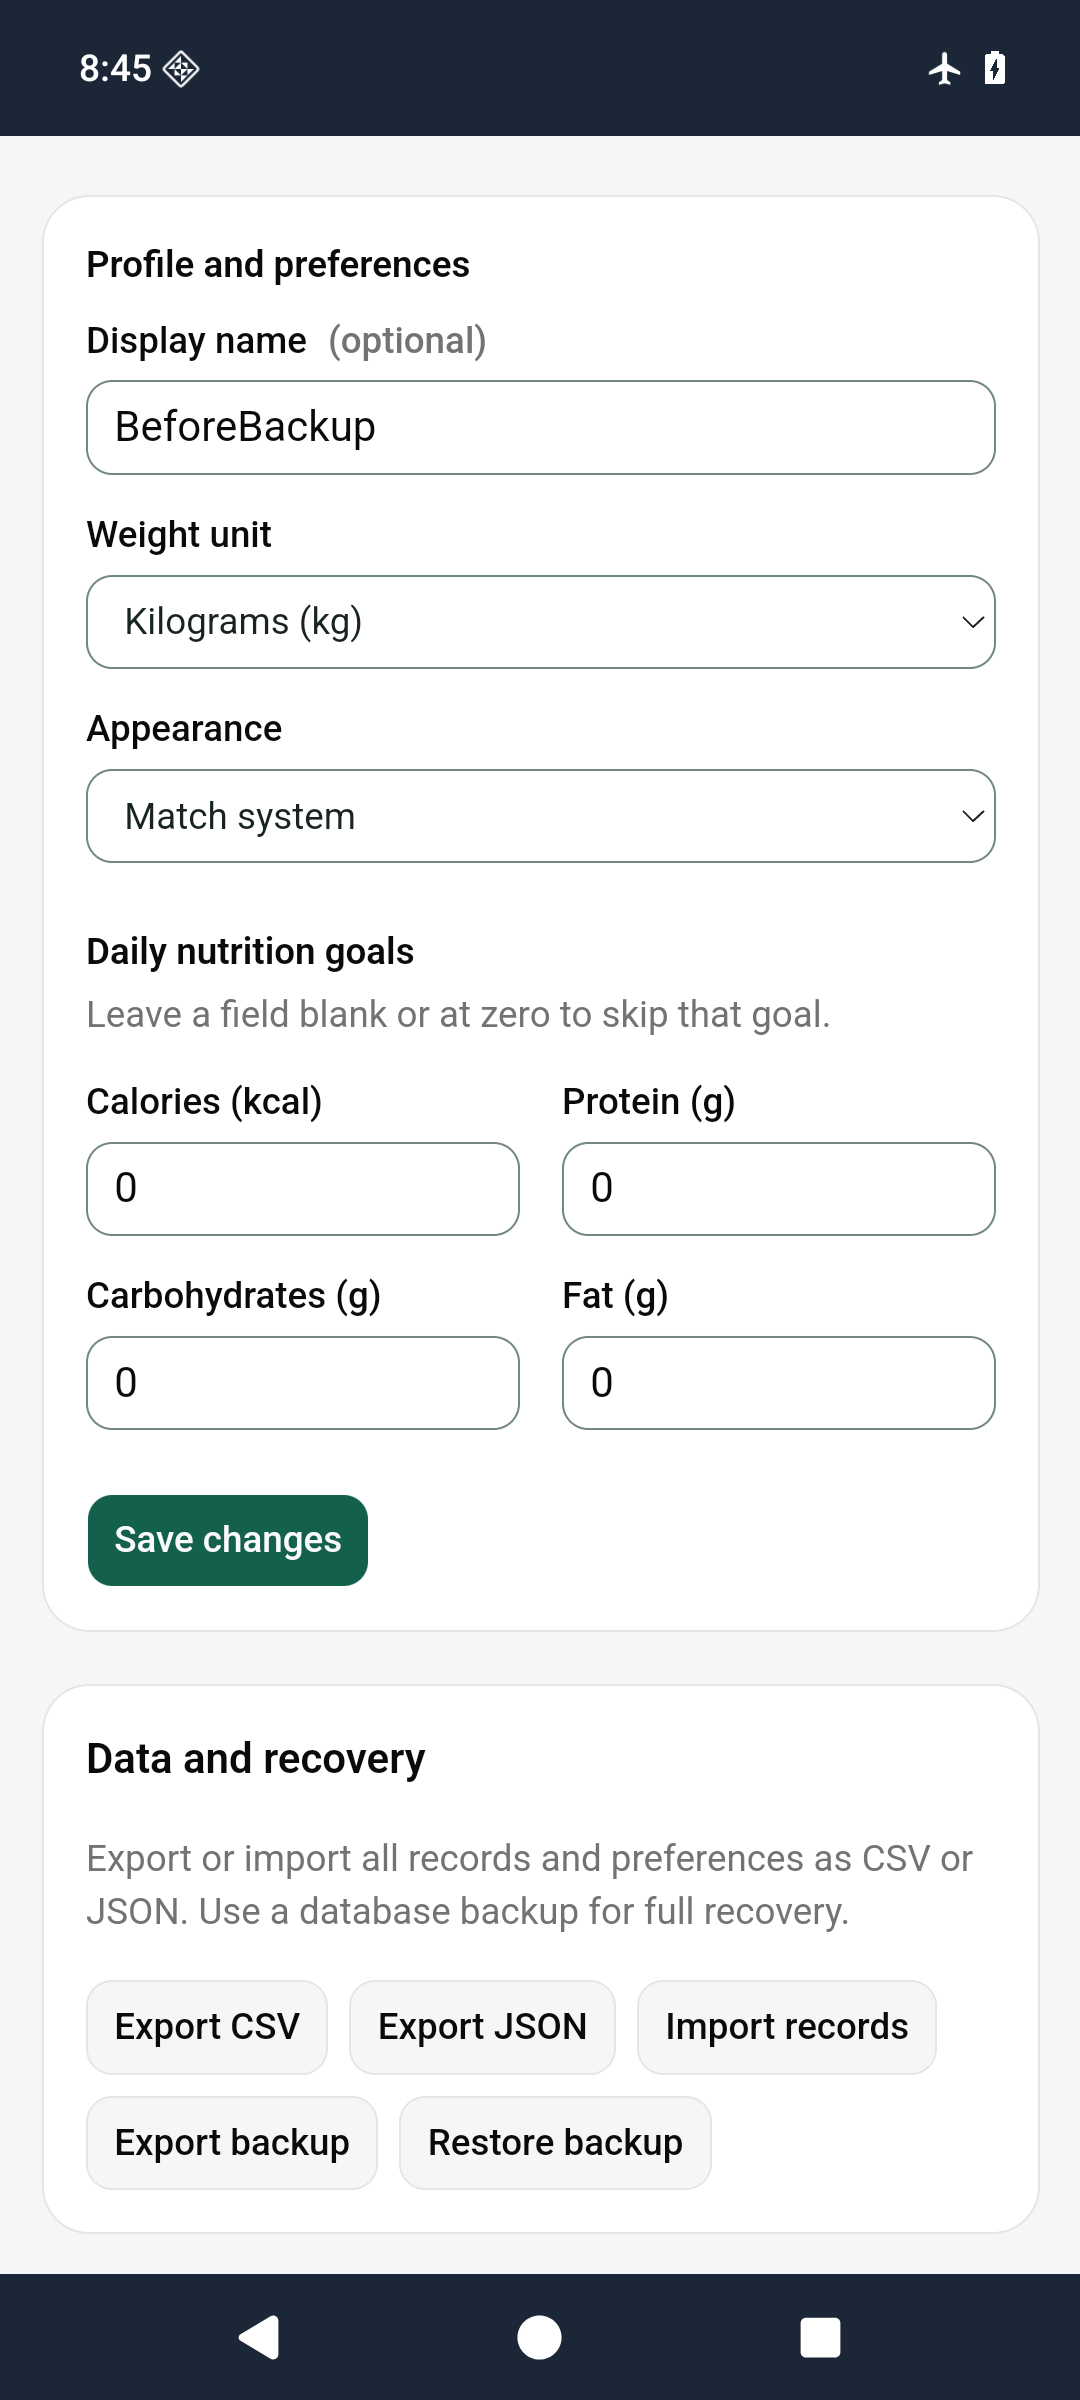 8:45
Profile and preferences
Display name (optional)
BeforeBackup
Weight unit
Kilograms (kg)
Appearance
Match system
Daily nutrition goals
Leave a field blank or at zero to skip that goal.
Calories (kcal) Protein (g)
0 0
Carbohydrates (g) Fat (g)
0 0
Save changes
Data and recovery
Export or import all records and preferences as CSV or
JSON. Use a database backup for full recovery.
Export CSV Export JSON Import records
Export backup Restore backup